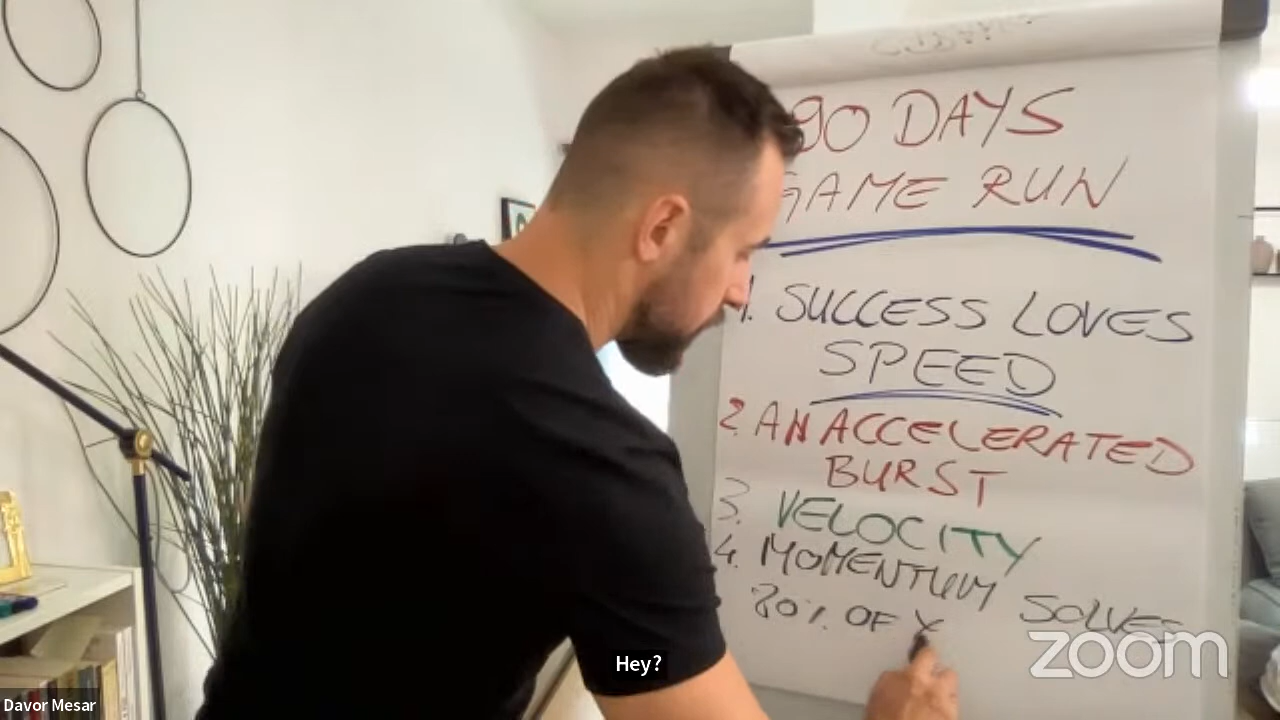 90 DAYS
GAME RUN
1. SUCCESS LOVES
SPEED
2. AN ACCELERATED
BURST
3. VELOCITY
4. MOMENTUM SOLVES
80% OF Y
Hey?
zoom
Davor Mesar